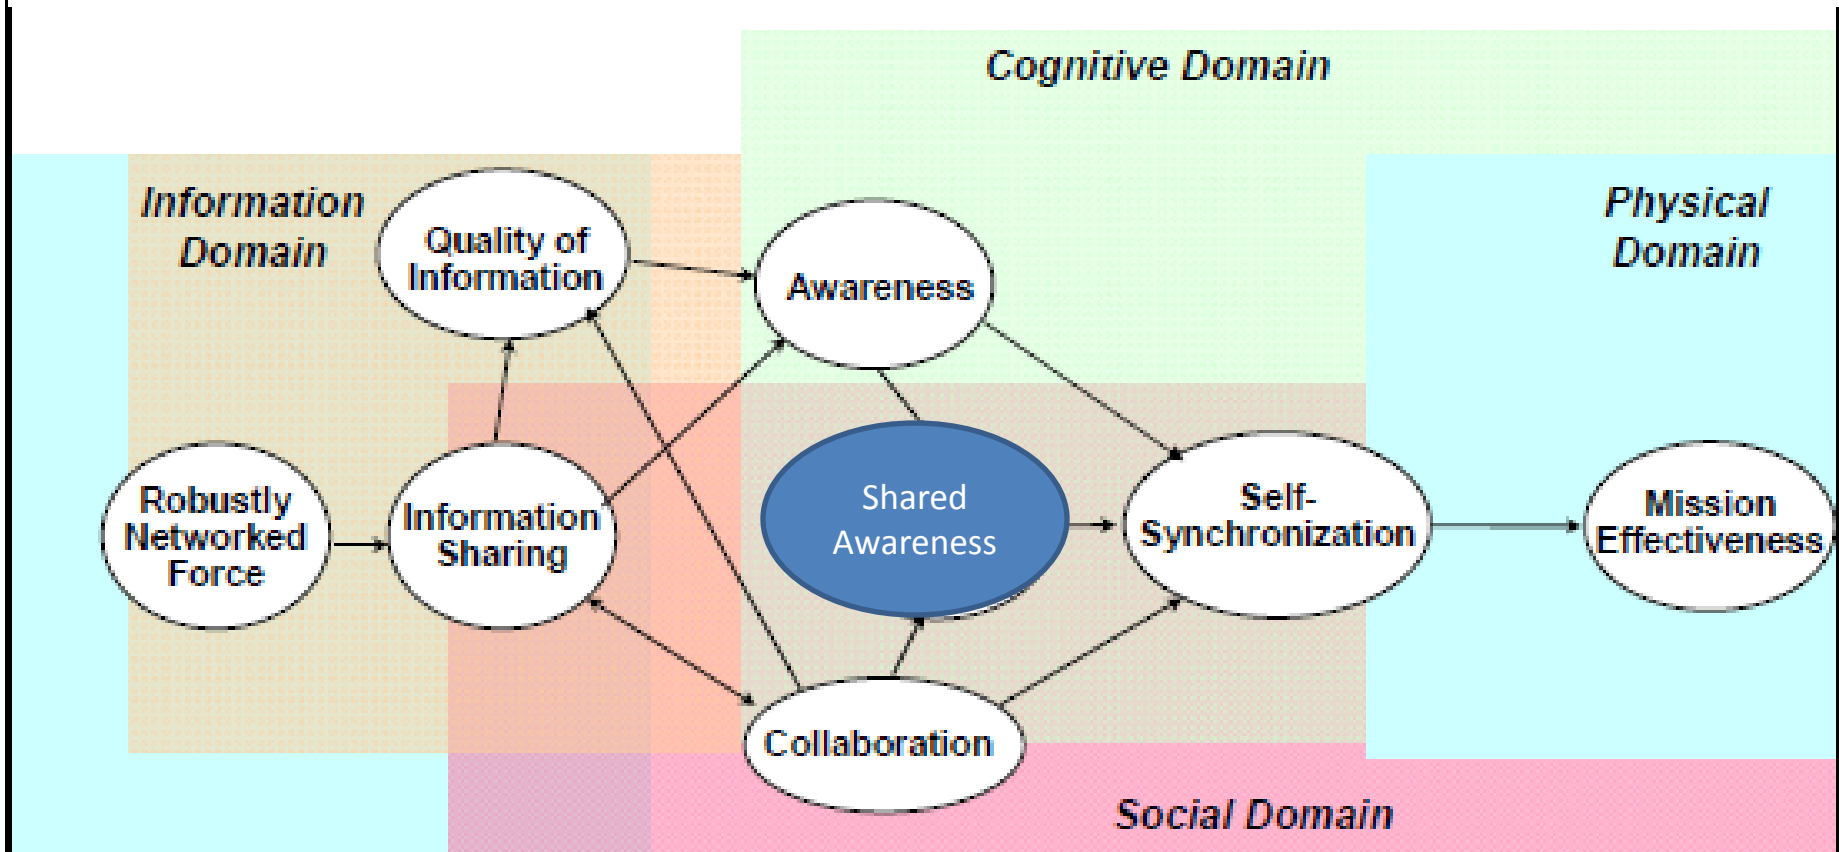 Cognitive Domain
Information
Domain
Physical
Domain
Quality of
Information
Awareness
Robustly
Networked
Force
Information
Sharing
Shared
Awareness
Self-
Synchronization
Mission
Effectiveness
Collaboration
Social Domain